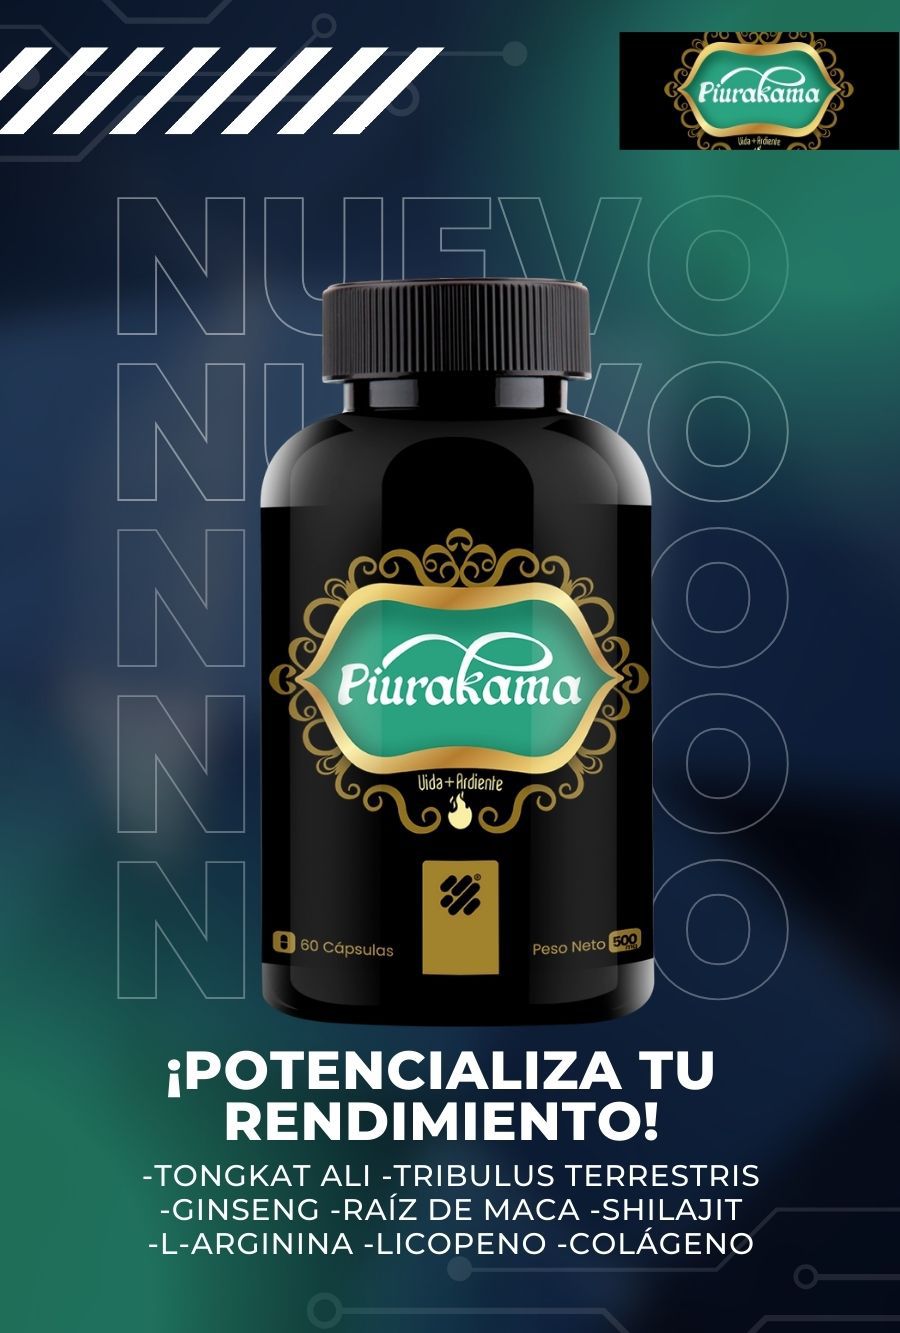 Piurakama
Vida + Ardiente
NUEVO
NUEVO
NUEVO
NUEVO
NUEVO
Piurakama
Vida + Ardiente
®
60 Cápsulas
Peso Neto 500 mg
¡POTENCIALIZA TU
RENDIMIENTO!
-TONGKAT ALI -TRIBULUS TERRESTRIS
-GINSENG -RAÍZ DE MACA -SHILAJIT
-L-ARGININA -LICOPENO -COLÁGENO